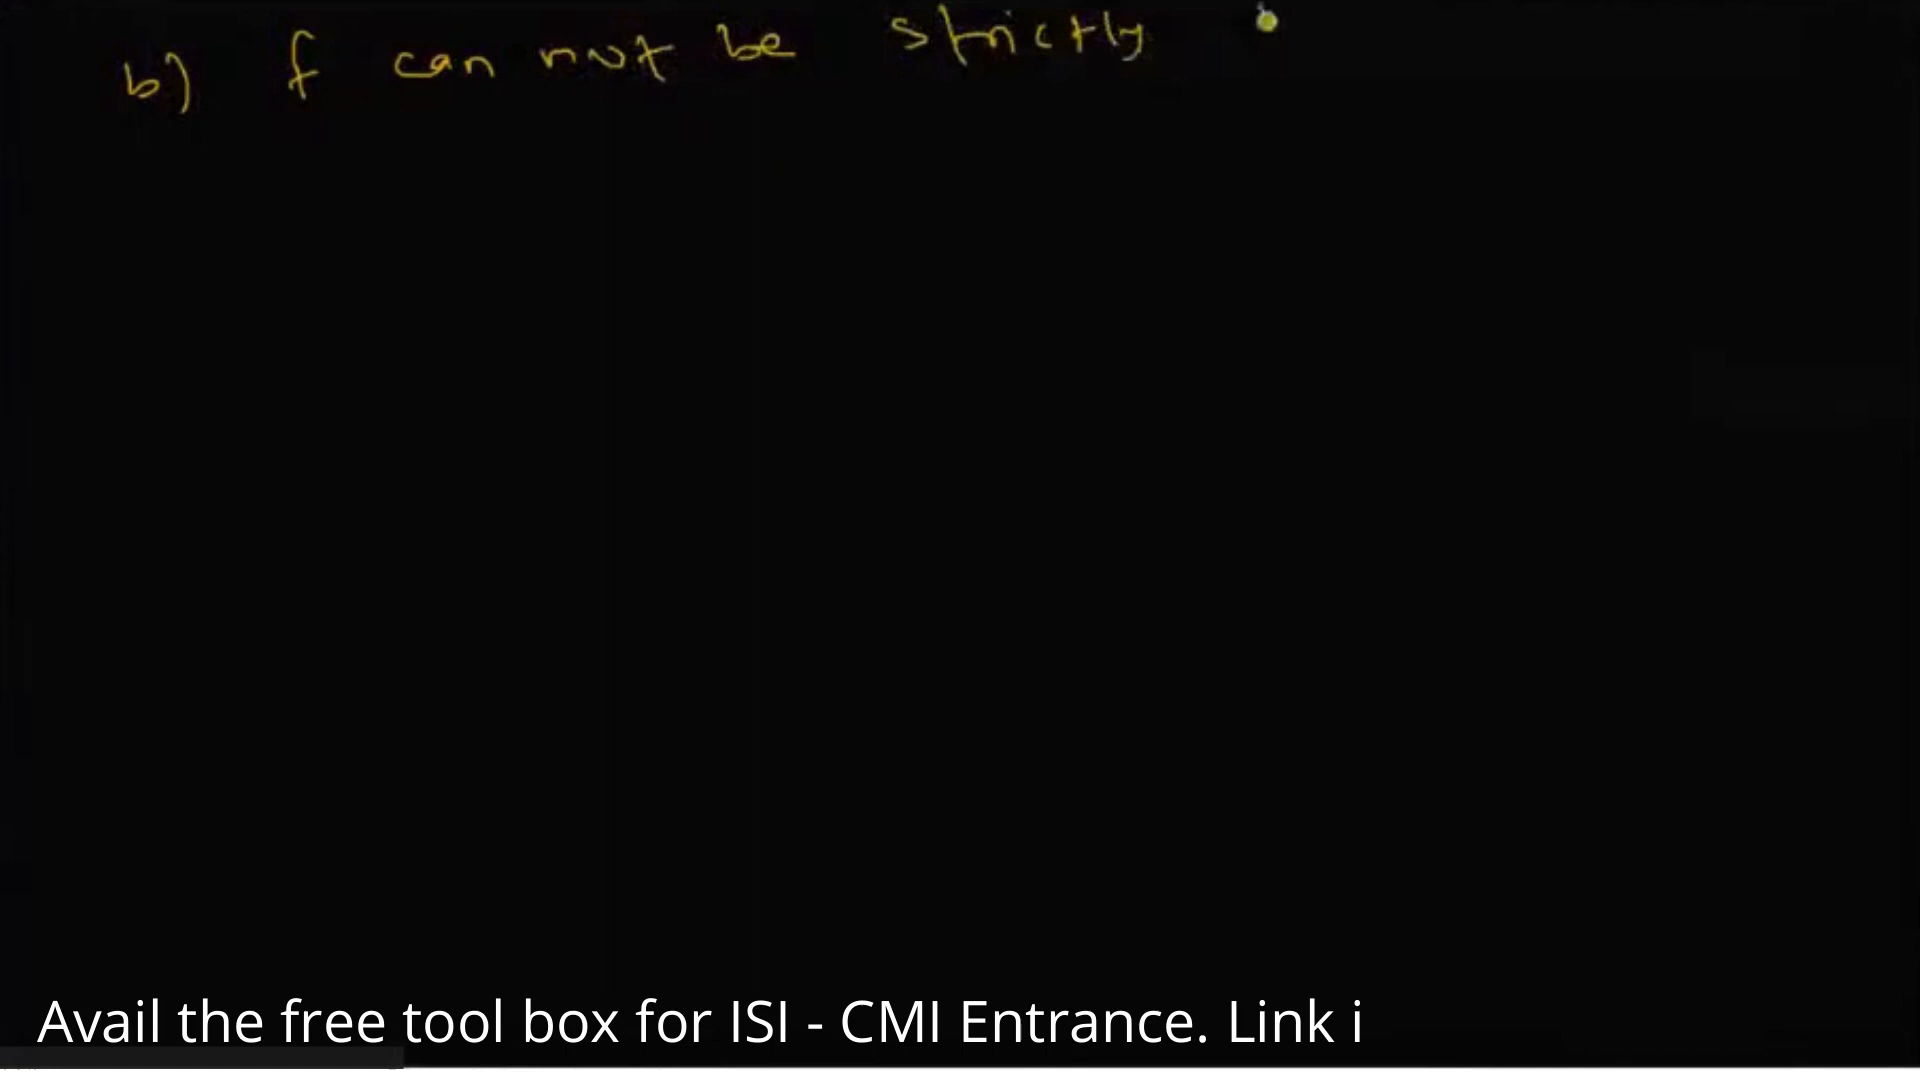 b) f can not be strictly
Avail the free tool box for ISI - CMI Entrance. Link i